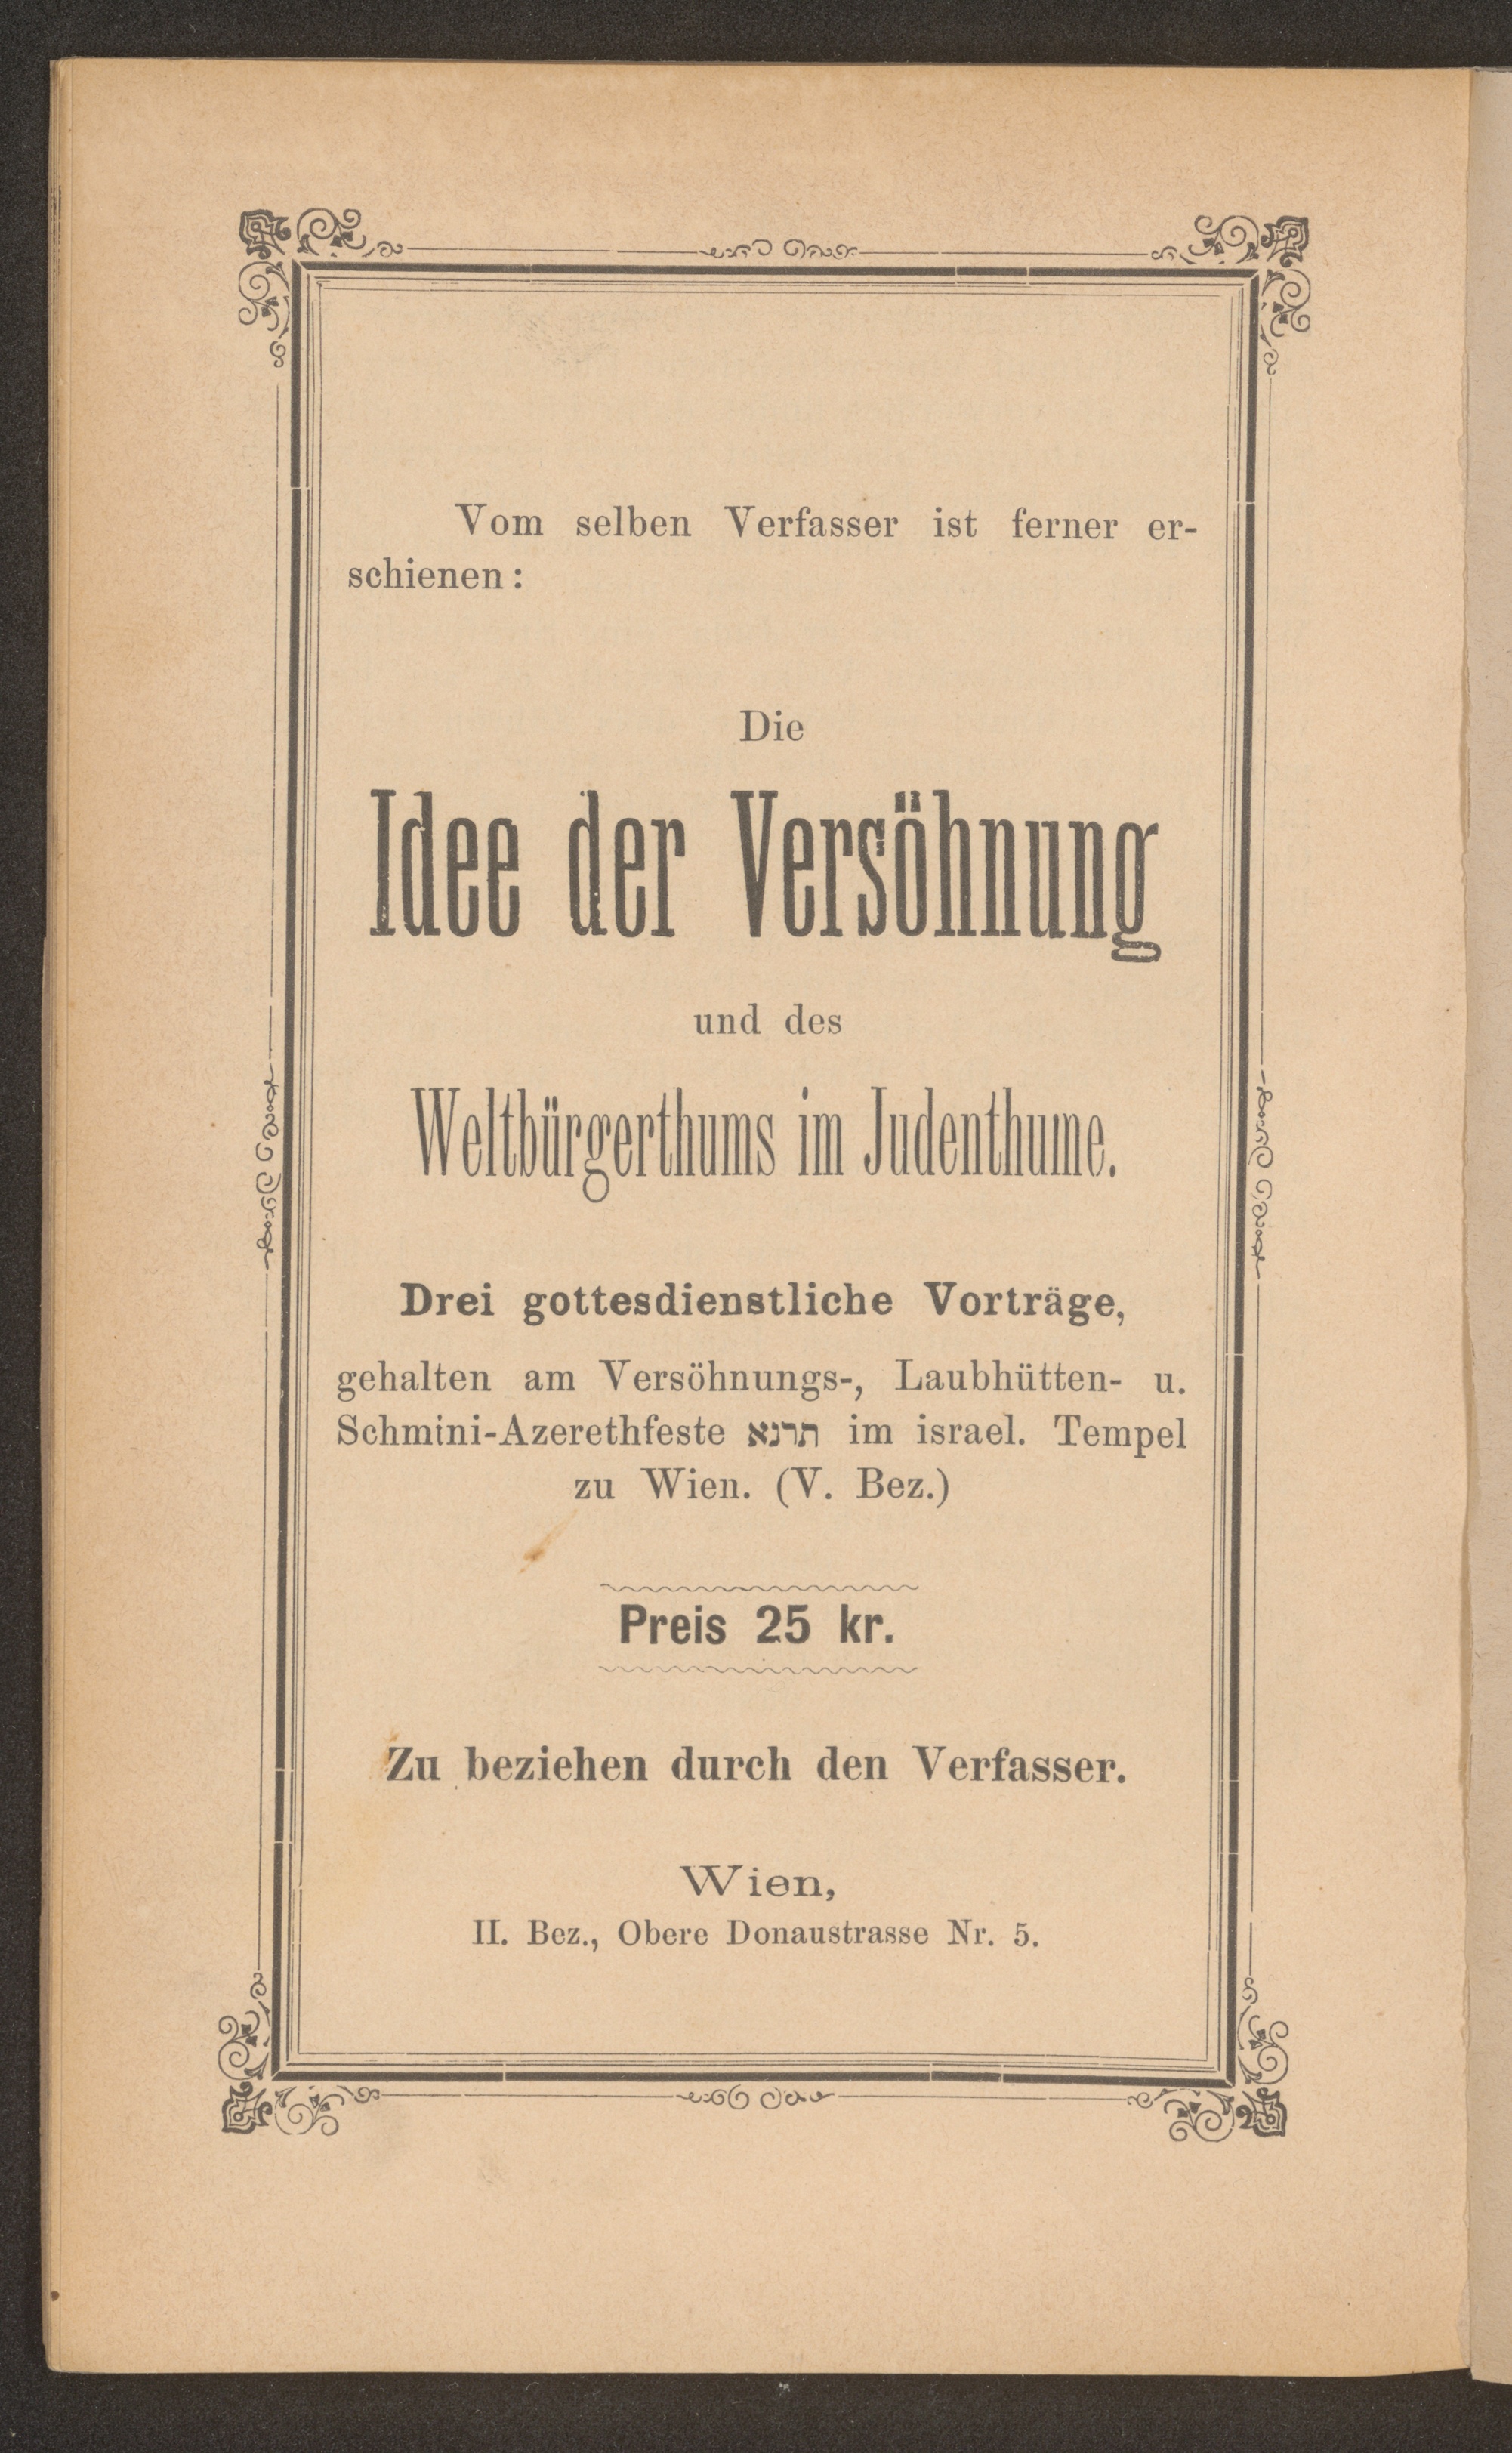 Vom selben Verfasser ist ferner er-
schienen:
Die
Idee der Versöhnung
und des
Weltbürgerthums im Judenthume.
Drei gottesdienstliche Vorträge,
gehalten am Versöhnungs-, Laubhütten- u.
Schmini-Azerethfeste תרנא im israel. Tempel
zu Wien. (V. Bez.)
Preis 25 kr.
Zu beziehen durch den Verfasser.
Wien,
II. Bez., Obere Donaustrasse Nr. 5.